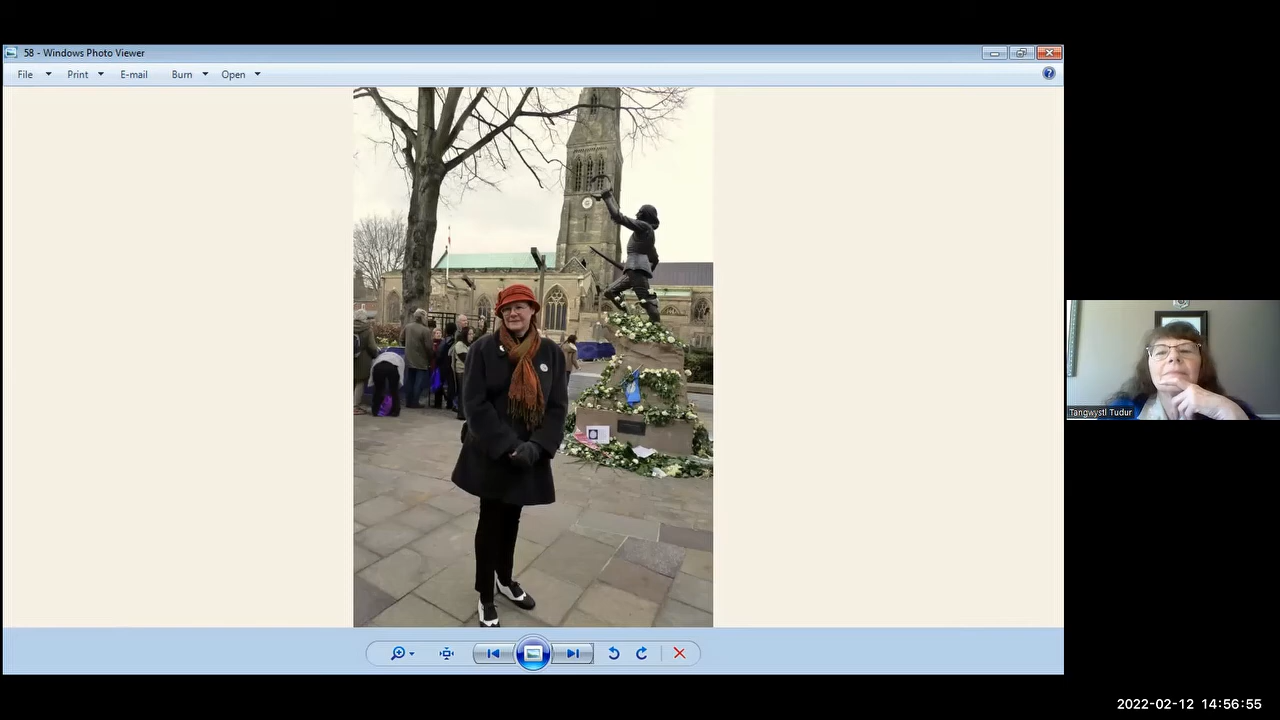 58 - Windows Photo Viewer
File Print E-mail Burn Open
Tangwystl Tudur
2022-02-12 14:56:55